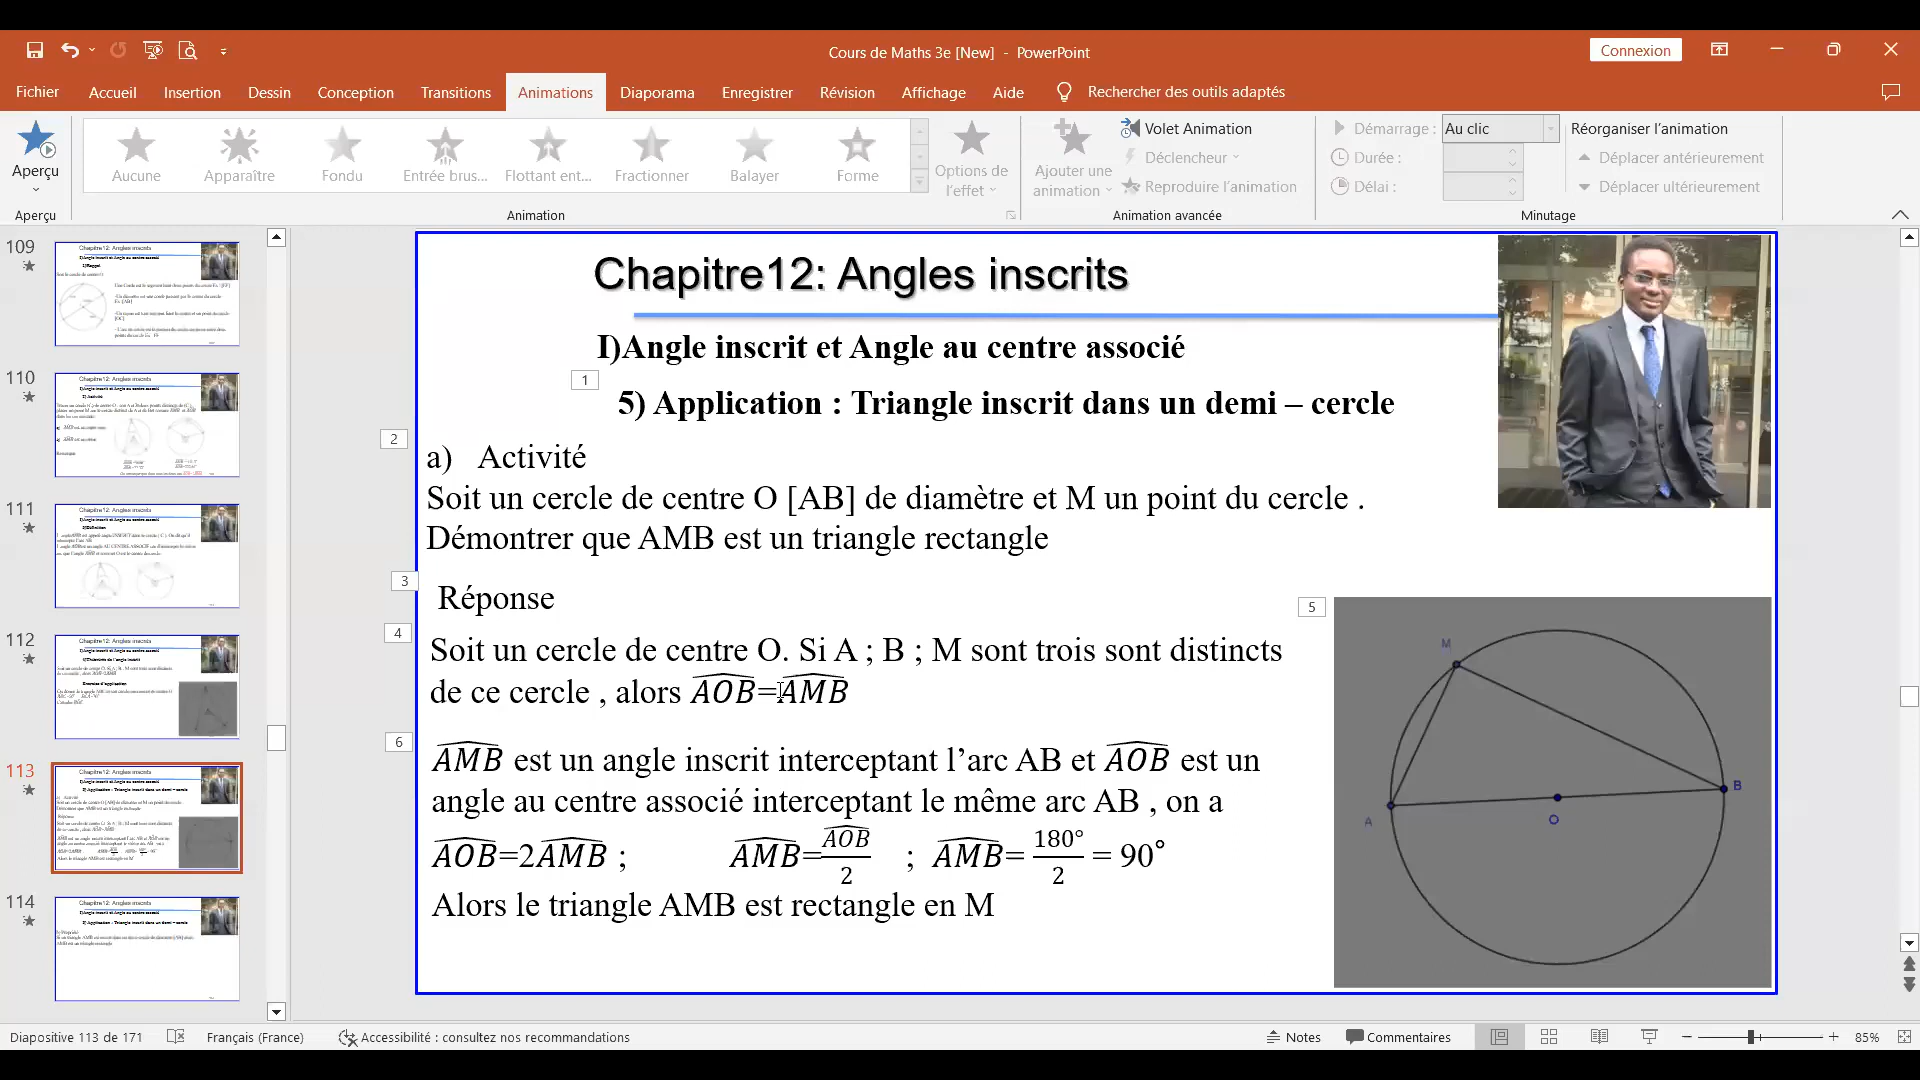 Cours de Maths 3e [New] - PowerPoint
Connexion
Fichier Accueil Insertion Dessin Conception Transitions Animations Diaporama Enregistrer Révision Affichage Aide Rechercher des outils adaptés
Aperçu
Aucune Apparaître Fondu Entrée brus... Flottant ent... Fractionner Balayer Forme
Options de l'effet
Ajouter une animation
Volet Animation
Déclencheur
Reproduire l'animation
Démarrage : Au clic
Durée :
Délai :
Réorganiser l'animation
Déplacer antérieurement
Déplacer ultérieurement
Aperçu Animation Animation avancée Minutage
109
110
111
112
113
114
Chapitre12: Angles inscrits
I)Angle inscrit et Angle au centre associé
1
5) Application : Triangle inscrit dans un demi – cercle
2
a) Activité
Soit un cercle de centre O [AB] de diamètre et M un point du cercle .
Démontrer que AMB est un triangle rectangle
3
Réponse
4
Soit un cercle de centre O. Si A ; B ; M sont trois sont distincts
de ce cercle , alors AOB=AMB
6
AMB est un angle inscrit interceptant l’arc AB et AOB est un
angle au centre associé interceptant le même arc AB , on a
AOB=2AMB ; AMB=AOB/2 ; AMB= 180°/2 = 90°
Alors le triangle AMB est rectangle en M
5
M
B
A
O
Diapositive 113 de 171 Français (France) Accessibilité : consultez nos recommandations Notes Commentaires 85%